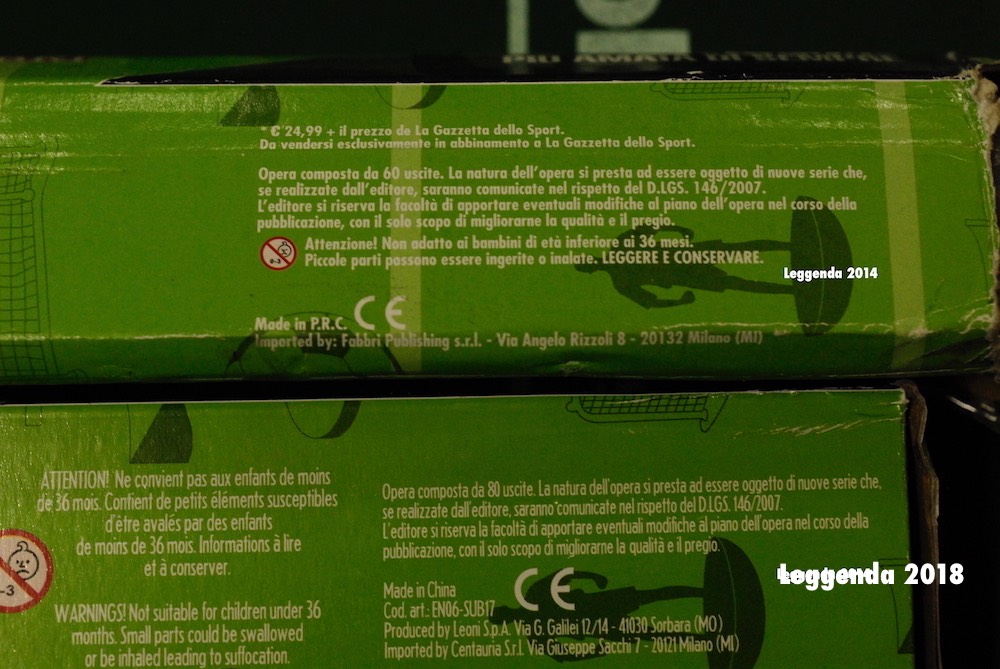 PIÙ AMATA DI SEMPRE
* € 24,99 + il prezzo de La Gazzetta dello Sport.
Da vendersi esclusivamente in abbinamento a La Gazzetta dello Sport.
Opera composta da 60 uscite. La natura dell'opera si presta ad essere oggetto di nuove serie che,
se realizzate dall'editore, saranno comunicate nel rispetto del D.LGS. 146/2007.
L'editore si riserva la facoltà di apportare eventuali modifiche al piano dell'opera nel corso della
pubblicazione, con il solo scopo di migliorarne la qualità e il pregio.
0-3
Attenzione! Non adatto ai bambini di età inferiore ai 36 mesi.
Piccole parti possono essere ingerite o inalate. LEGGERE E CONSERVARE.
Leggenda 2014
Made in P.R.C. CE
Imported by: Fabbri Publishing s.r.l. - Via Angelo Rizzoli 8 - 20132 Milano (MI)
ATTENTION! Ne convient pas aux enfants de moins
de 36 mois. Contient de petits éléments susceptibles
d'être avalés par des enfants
de moins de 36 mois. Informations à lire
et à conserver.
-3
WARNINGS! Not suitable for children under 36
months. Small parts could be swallowed
or be inhaled leading to suffocation.
Opera composta da 80 uscite. La natura dell'opera si presta ad essere oggetto di nuove serie che,
se realizzate dall'editore, saranno comunicate nel rispetto del D.LGS. 146/2007.
L'editore si riserva la facoltà di apportare eventuali modifiche al piano dell'opera nel corso della
pubblicazione, con il solo scopo di migliorarne la qualità e il pregio.
Leggenda 2018
Made in China CE
Cod. art.: EN06-SUB17
Produced by Leoni S.p.A. Via G. Galilei 12/14 - 41030 Sorbara (MO)
Imported by Centauria S.r.l. Via Giuseppe Sacchi 7 - 20121 Milano (MI)